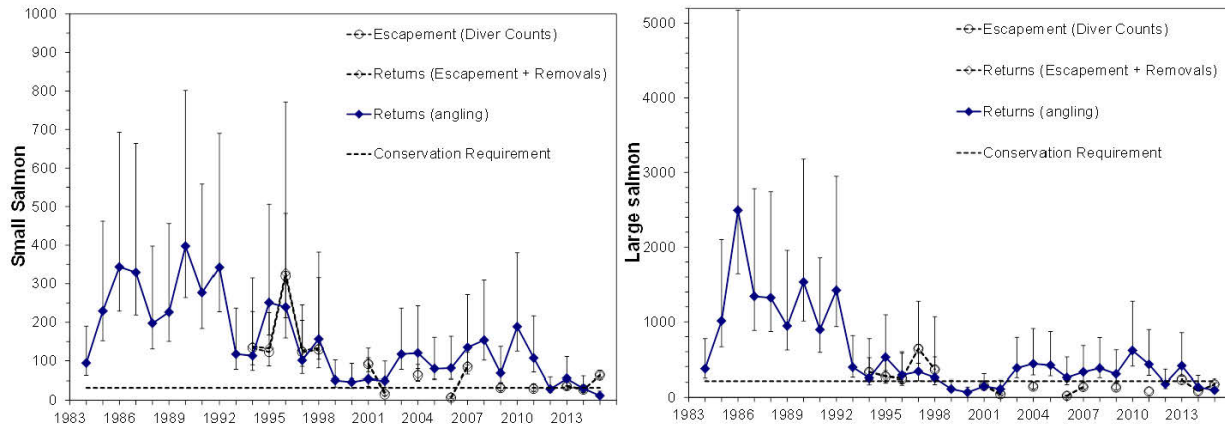 1000
900
800
700
600
500
400
300
200
100
0
Small Salmon
Escapement (Diver Counts)
Returns (Escapement + Removals)
Returns (angling)
Conservation Requirement
1983 1986 1989 1992 1995 1998 2001 2004 2007 2010 2013
5000
4000
3000
2000
1000
0
Large salmon
Escapement (Diver Counts)
Returns (Escapement + Removals)
Returns (angling)
Conservation Requirement
1983 1986 1989 1992 1995 1998 2001 2004 2007 2010 2013